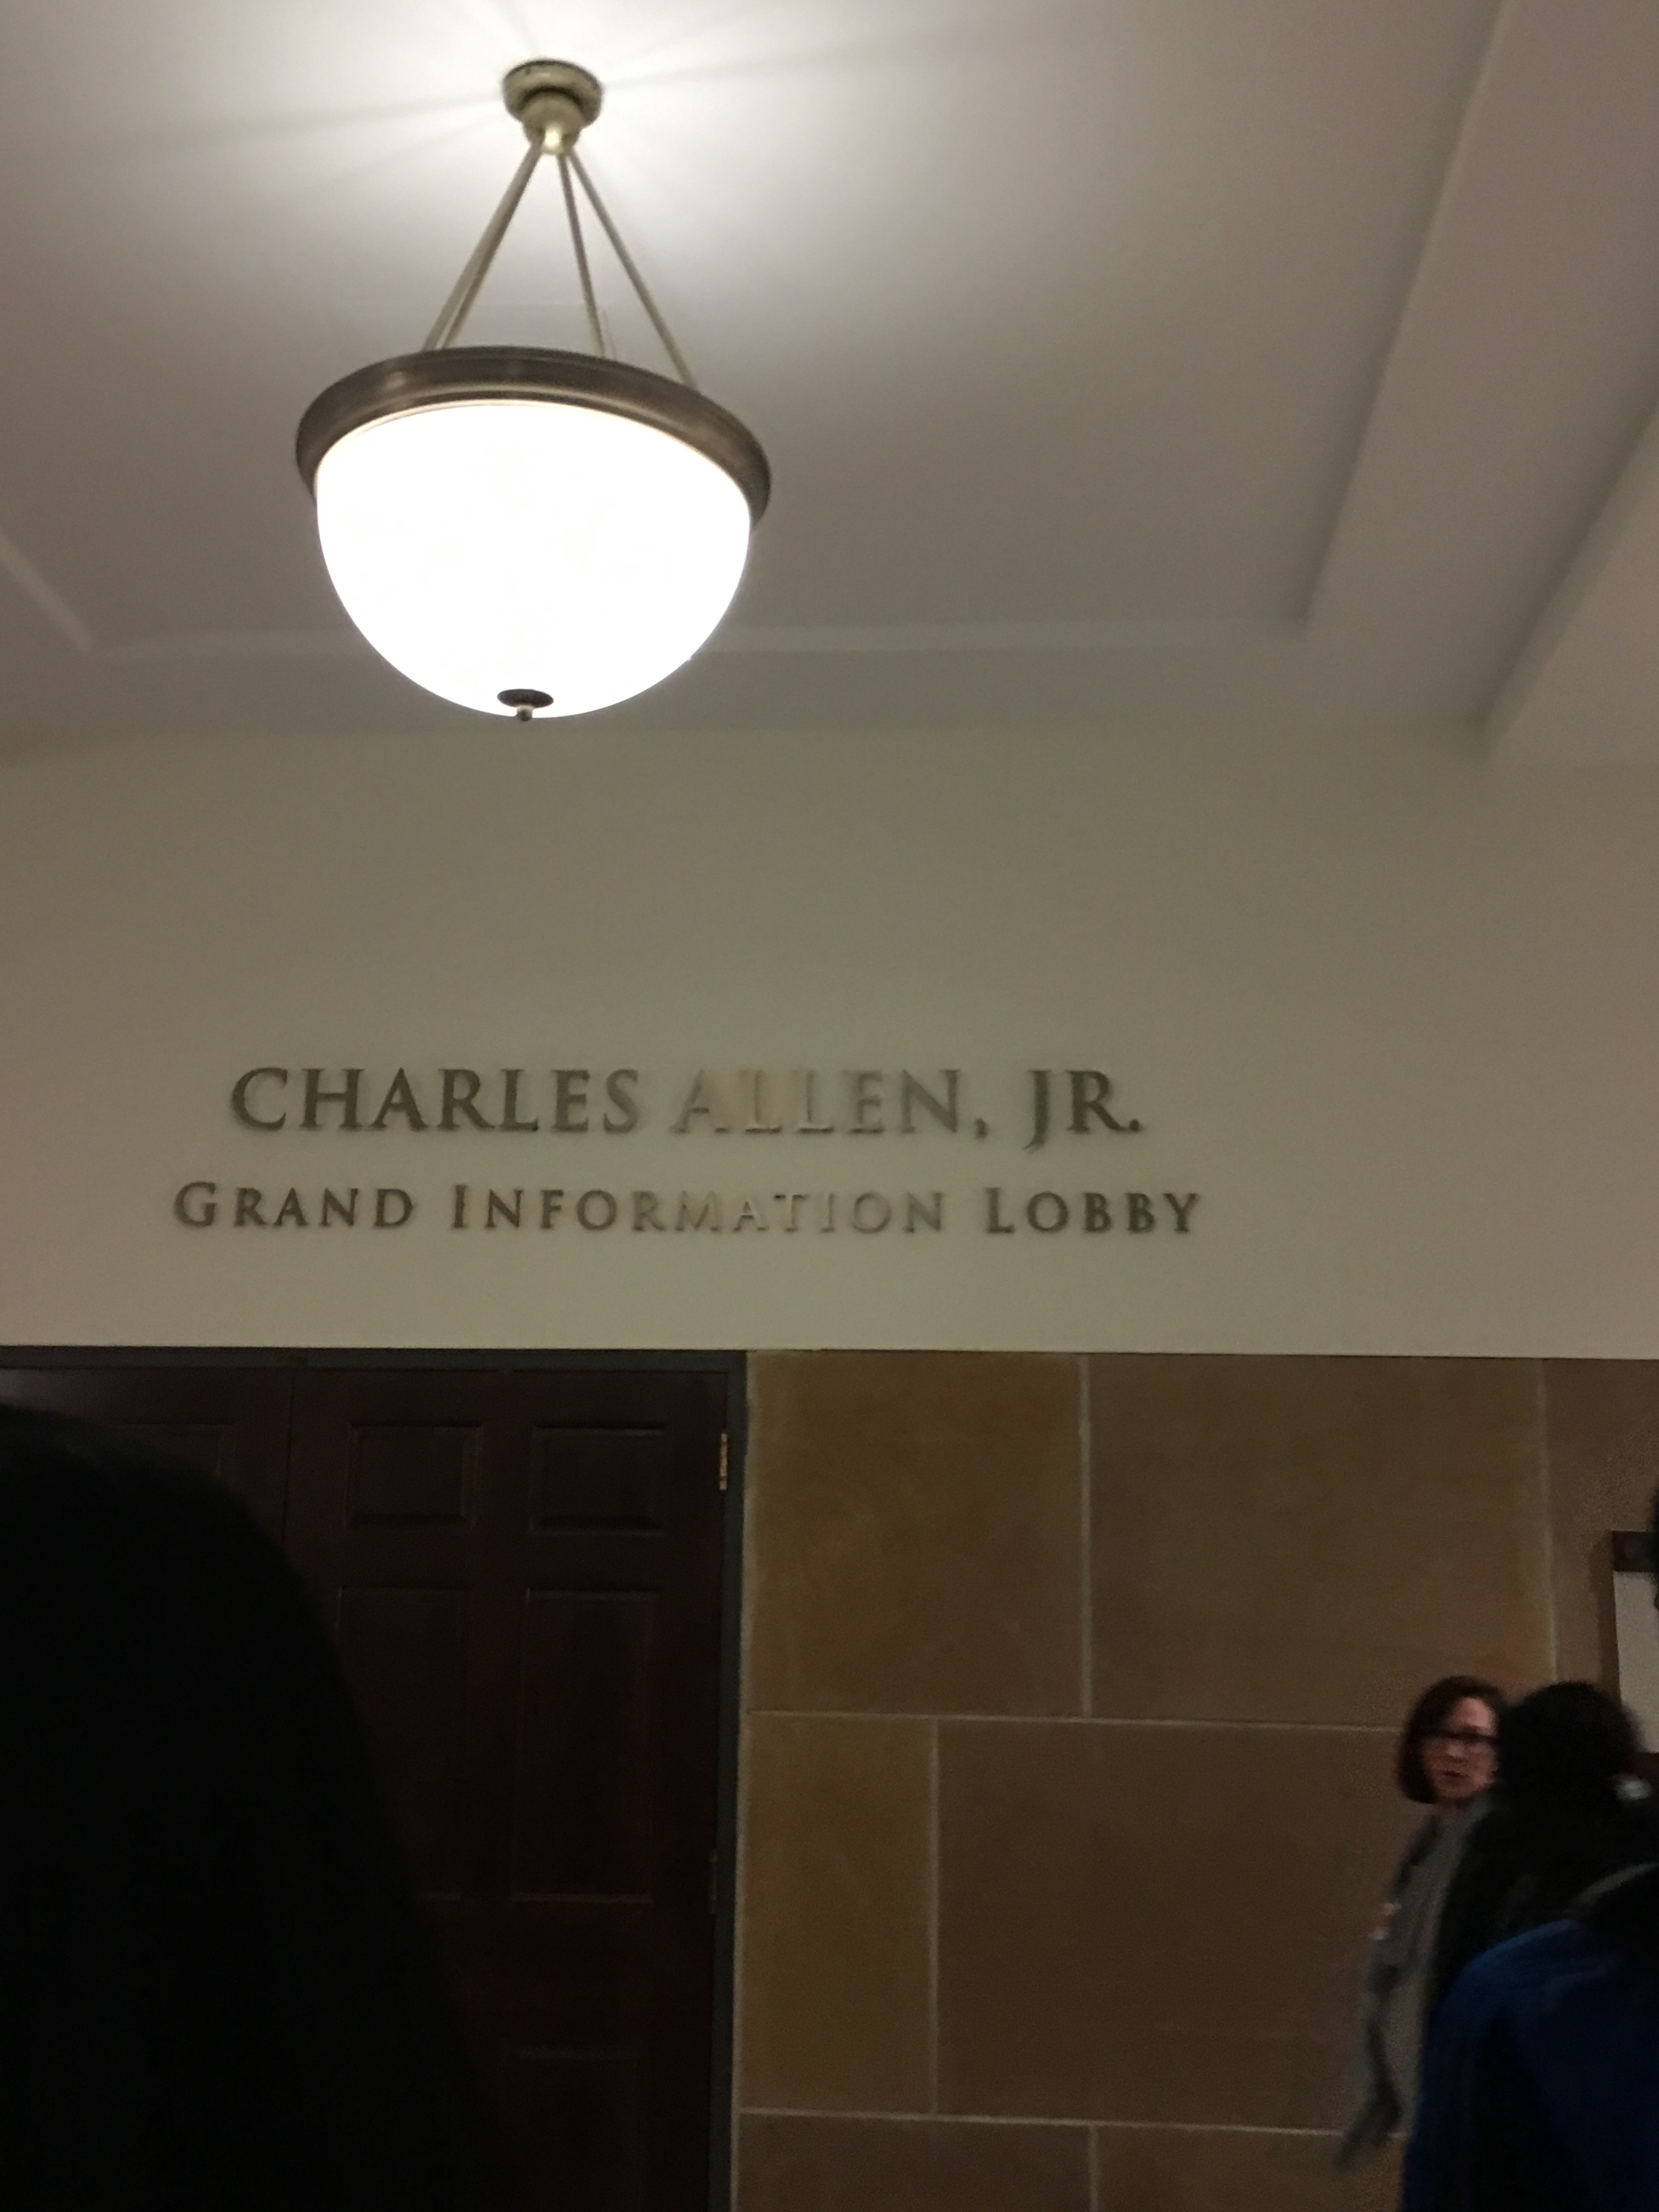 CHARLES ALLEN, JR.
GRAND INFORMATION LOBBY